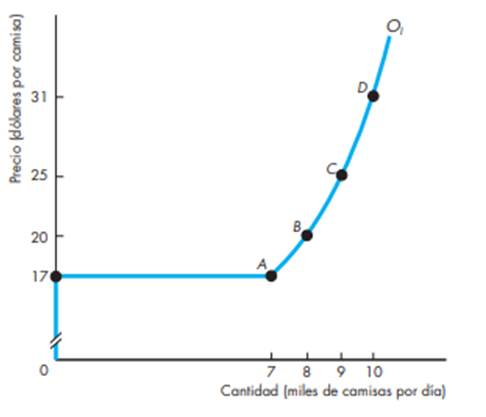 Precio (dólares por camisa)
O₁
31
D
25
C
20
B
17
A
0
7 8 9 10
Cantidad (miles de camisas por día)